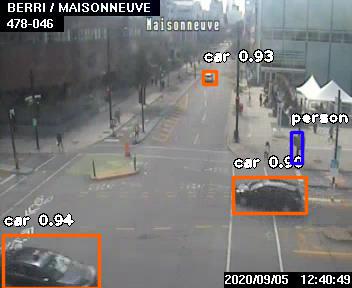 BERRI / MAISONNEUVE
478-046
Maisonneuve
car 0.93
person
car 0.96
car 0.94
2020/09/05 12:40:49